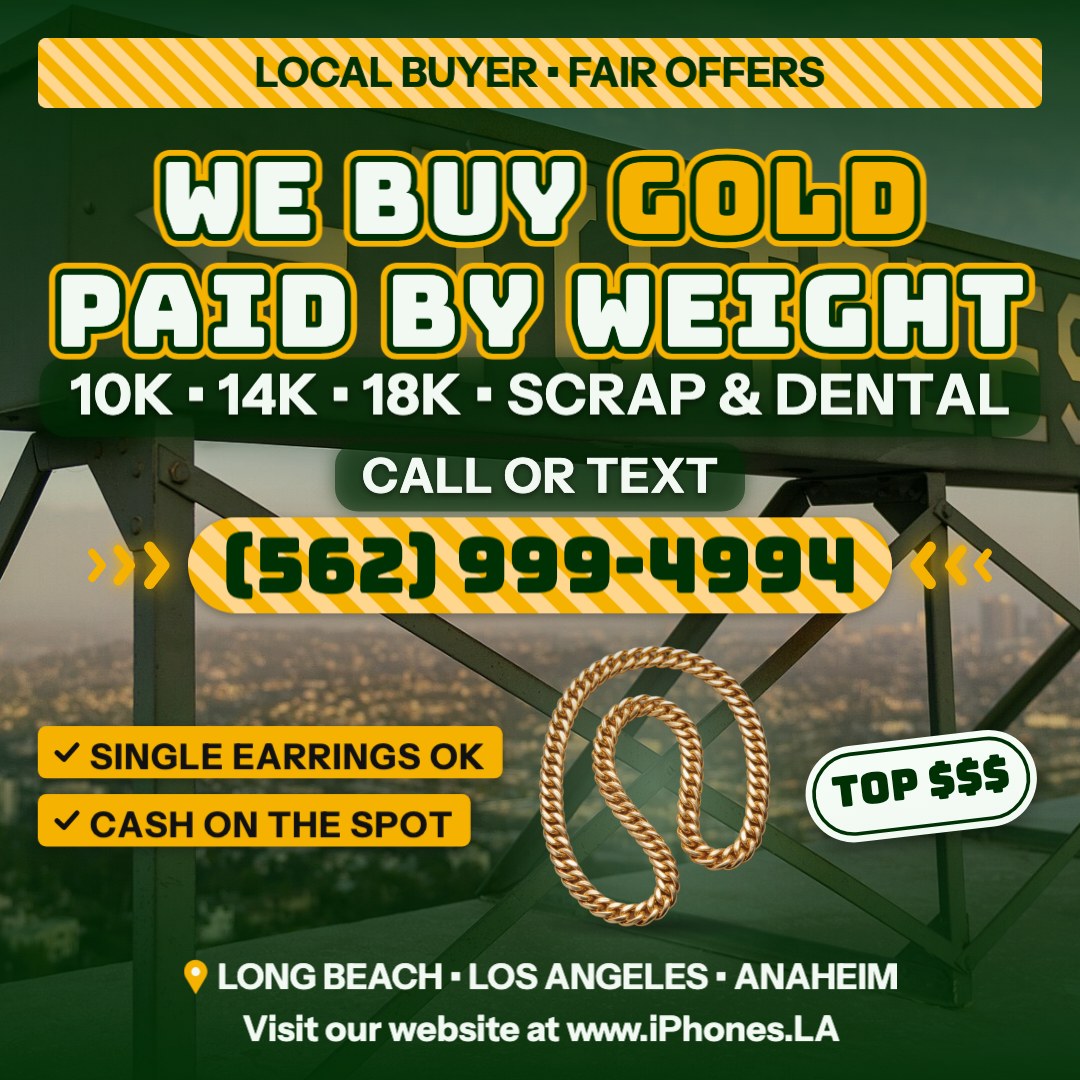 LOCAL BUYER ▪ FAIR OFFERS
WE BUY GOLD
PAID BY WEIGHT
10K ▪ 14K ▪ 18K ▪ SCRAP & DENTAL
CALL OR TEXT
(562) 999-4994
✓ SINGLE EARRINGS OK
✓ CASH ON THE SPOT
TOP $$$
LONG BEACH ▪ LOS ANGELES ▪ ANAHEIM
Visit our website at www.iPhones.LA